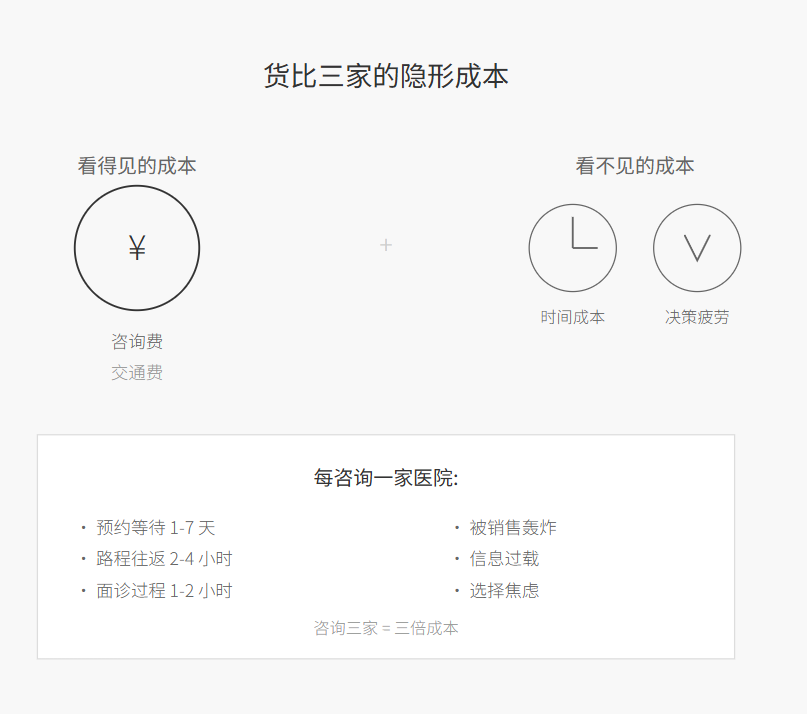 货比三家的隐形成本
看得见的成本
¥
咨询费
交通费
+
看不见的成本
时间成本
决策疲劳
每咨询一家医院:
• 预约等待 1-7 天
• 路程往返 2-4 小时
• 面诊过程 1-2 小时
• 被销售轰炸
• 信息过载
• 选择焦虑
咨询三家 = 三倍成本